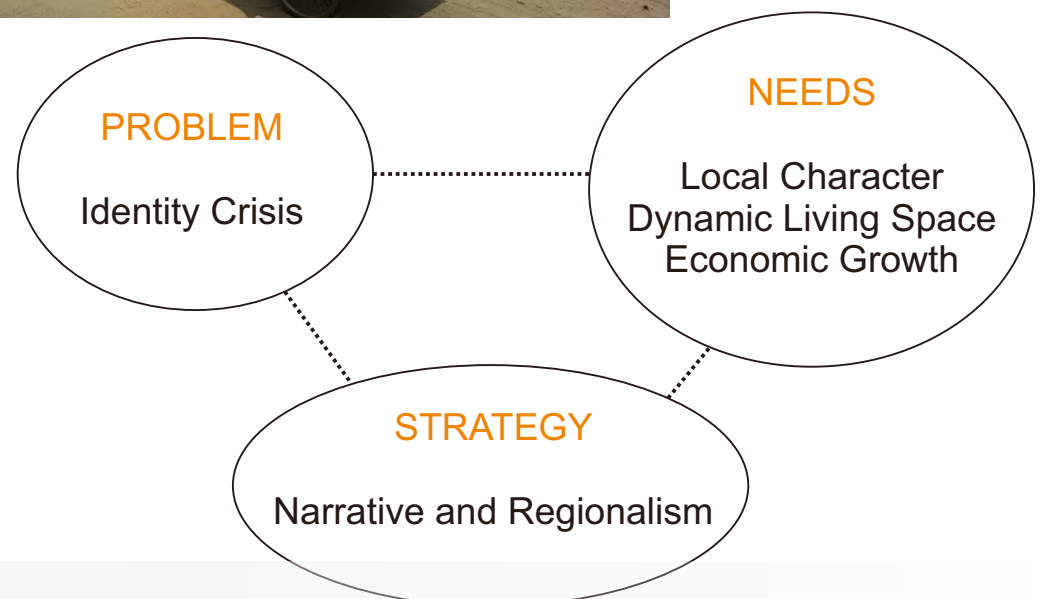 PROBLEM
Identity Crisis
NEEDS
Local Character
Dynamic Living Space
Economic Growth
STRATEGY
Narrative and Regionalism